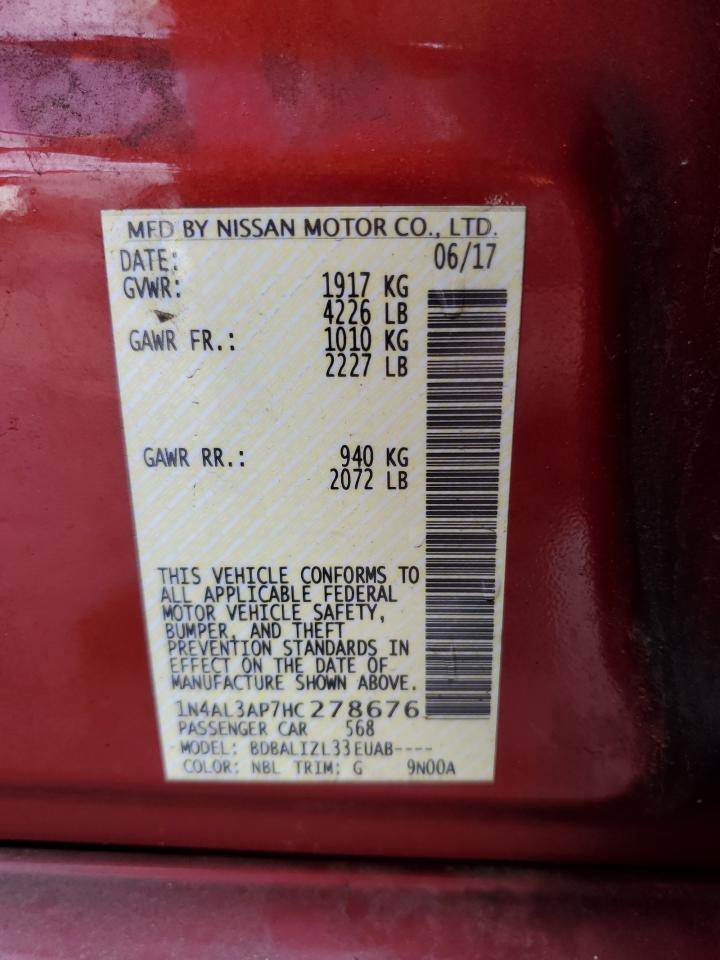 MFD BY NISSAN MOTOR CO., LTD.
DATE: 06/17
GVWR: 1917 KG
4226 LB
GAWR FR.: 1010 KG
2227 LB
GAWR RR.: 940 KG
2072 LB
THIS VEHICLE CONFORMS TO
ALL APPLICABLE FEDERAL
MOTOR VEHICLE SAFETY,
BUMPER, AND THEFT
PREVENTION STANDARDS IN
EFFECT ON THE DATE OF
MANUFACTURE SHOWN ABOVE.
1N4AL3AP7HC278676
PASSENGER CAR 568
MODEL: BDBALIZL33EUAB----
COLOR: NBL TRIM: G 9N00A